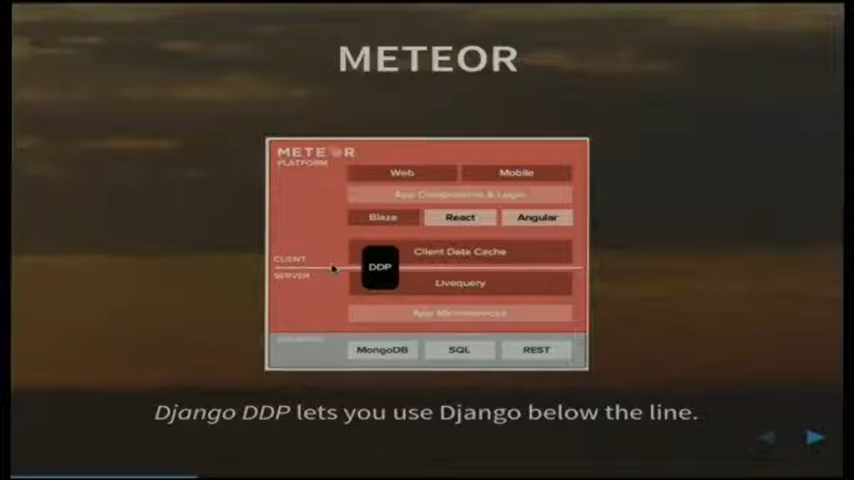 METEOR
METEOR
PLATFORM
Web Mobile
App Components & Logic
Blaze React Angular
Client Data Cache
CLIENT
DDP
SERVER
Livequery
App Microservices
MongoDB SQL REST
Django DDP lets you use Django below the line.